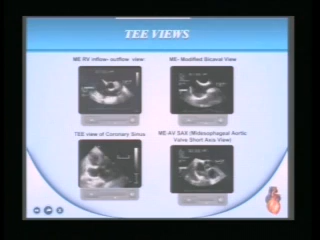 TEE VIEWS
ME RV inflow- outflow view:
ME- Modified Bicaval View
TEE view of Coronary Sinus
ME-AV SAX (Midesophageal Aortic
Valve Short Axis View)